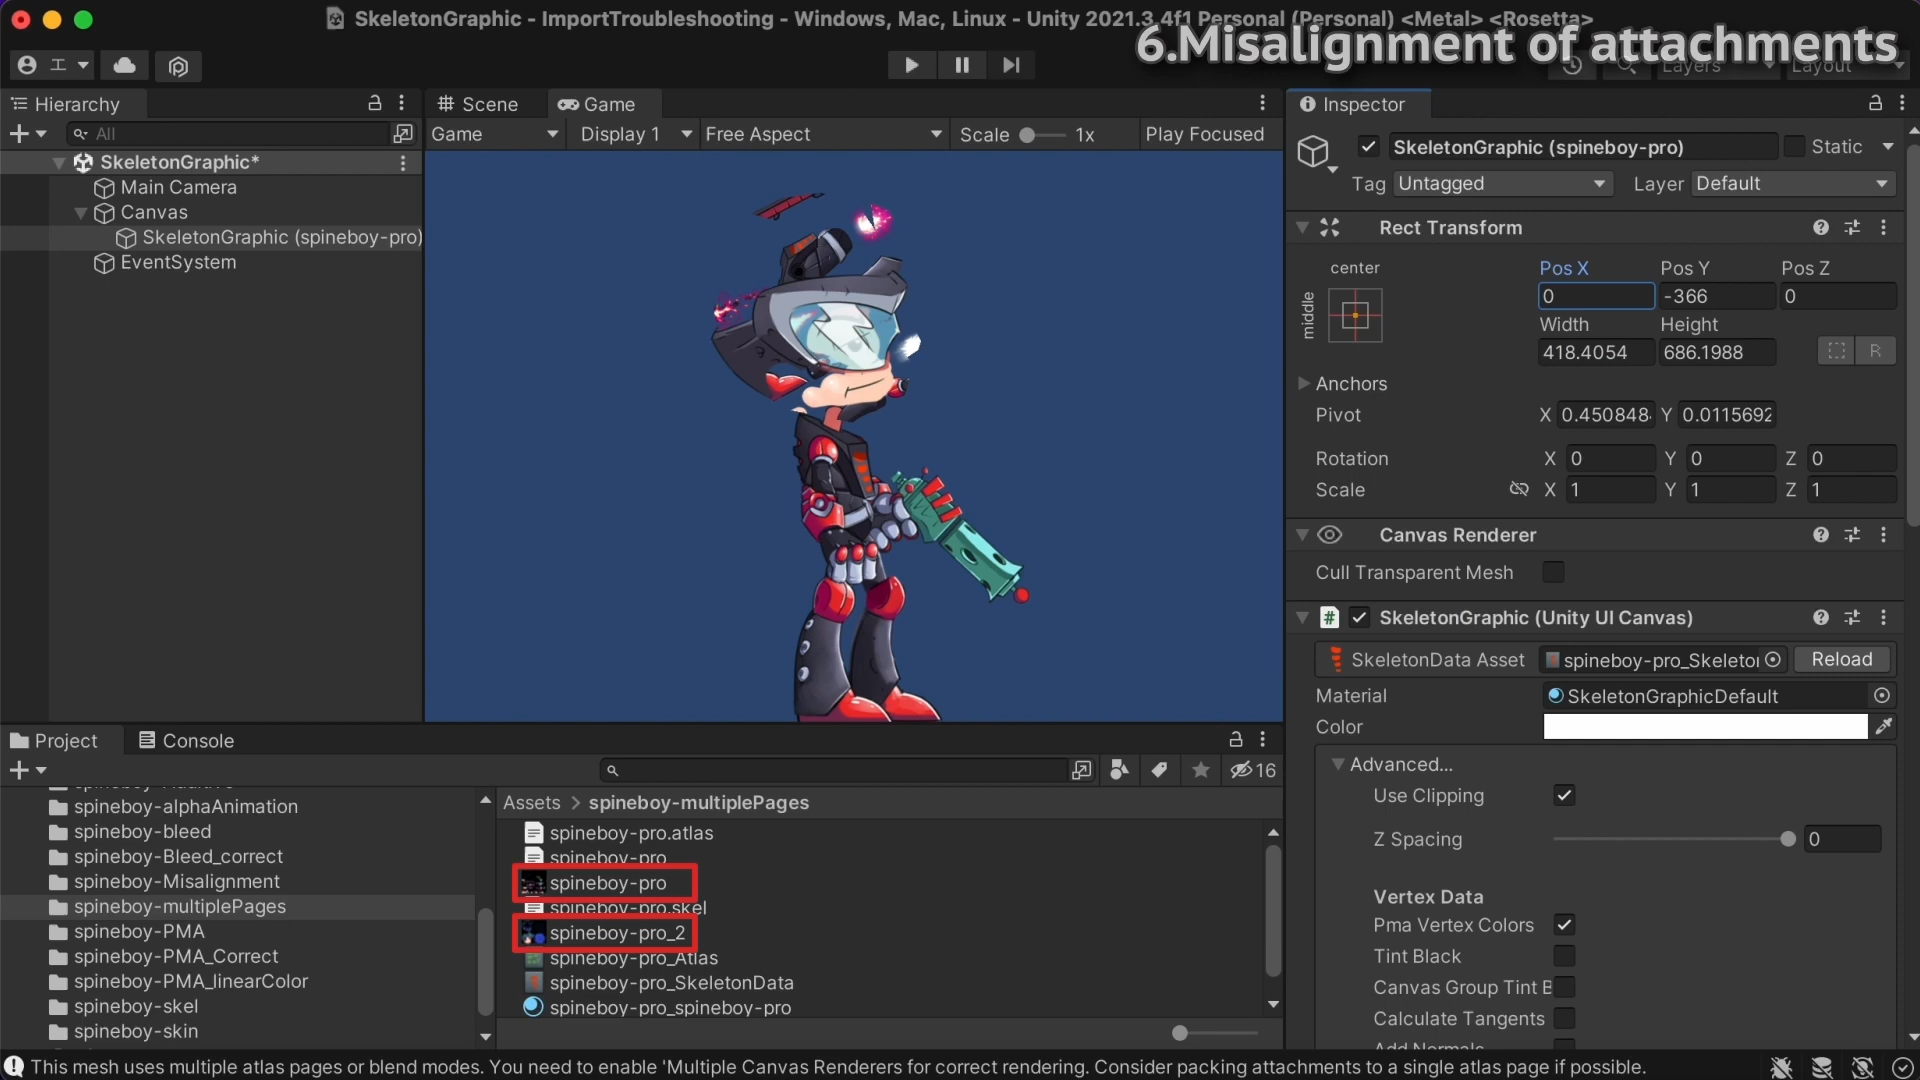 SkeletonGraphic - ImportTroubleshooting - Windows, Mac, Linux - Unity 2021.3.4f1 Personal (Personal) <Metal> <Rosetta>
6.Misalignment of attachments
エ
Layers
Layout
Hierarchy
Scene
Game
Inspector
All
Game
Display 1
Free Aspect
Scale
1x
Play Focused
SkeletonGraphic*
Main Camera
Canvas
SkeletonGraphic (spineboy-pro)
EventSystem
SkeletonGraphic (spineboy-pro)
Static
Tag
Untagged
Layer
Default
Rect Transform
center
middle
Pos X
Pos Y
Pos Z
0
-366
0
Width
Height
418.4054
686.1988
R
Anchors
Pivot
X 0.450848
Y 0.0115692
Rotation
X 0
Y 0
Z 0
Scale
X 1
Y 1
Z 1
Canvas Renderer
Cull Transparent Mesh
# SkeletonGraphic (Unity UI Canvas)
SkeletonData Asset
spineboy-pro_Skeleto
Reload
Material
SkeletonGraphicDefault
Color
Advanced...
Use Clipping
Z Spacing
0
Vertex Data
Pma Vertex Colors
Tint Black
Canvas Group Tint B
Calculate Tangents
Add Normals
Project
Console
16
spineboy-alphaAnimation
spineboy-bleed
spineboy-Bleed_correct
spineboy-Misalignment
spineboy-multiplePages
spineboy-PMA
spineboy-PMA_Correct
spineboy-PMA_linearColor
spineboy-skel
spineboy-skin
Assets > spineboy-multiplePages
spineboy-pro.atlas
spineboy-pro
spineboy-pro
spineboy-pro.skel
spineboy-pro_2
spineboy-pro_Atlas
spineboy-pro_SkeletonData
spineboy-pro_spineboy-pro
This mesh uses multiple atlas pages or blend modes. You need to enable 'Multiple Canvas Renderers for correct rendering. Consider packing attachments to a single atlas page if possible.